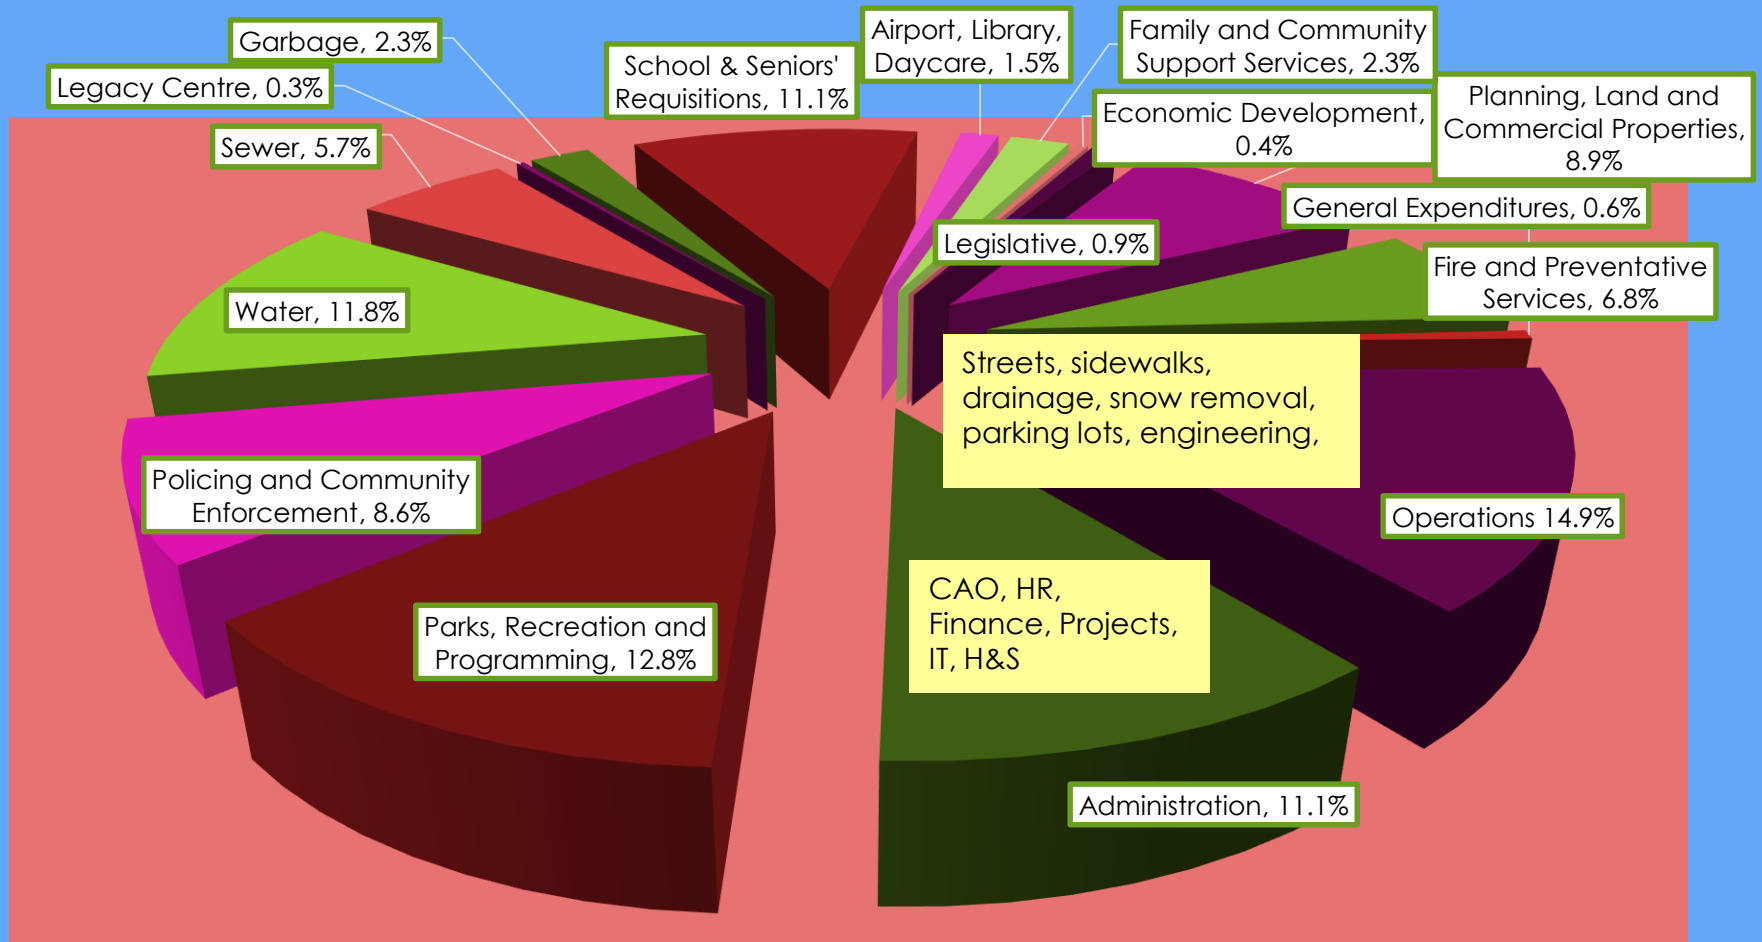 Garbage, 2.3%
Legacy Centre, 0.3%
Sewer, 5.7%
School & Seniors'
Requisitions, 11.1%
Airport, Library,
Daycare, 1.5%
Family and Community
Support Services, 2.3%
Economic Development,
0.4%
Planning, Land and
Commercial Properties,
8.9%
General Expenditures, 0.6%
Legislative, 0.9%
Fire and Preventative
Services, 6.8%
Water, 11.8%
Streets, sidewalks,
drainage, snow removal,
parking lots, engineering,
Policing and Community
Enforcement, 8.6%
Operations 14.9%
CAO, HR,
Finance, Projects,
IT, H&S
Parks, Recreation and
Programming, 12.8%
Administration, 11.1%